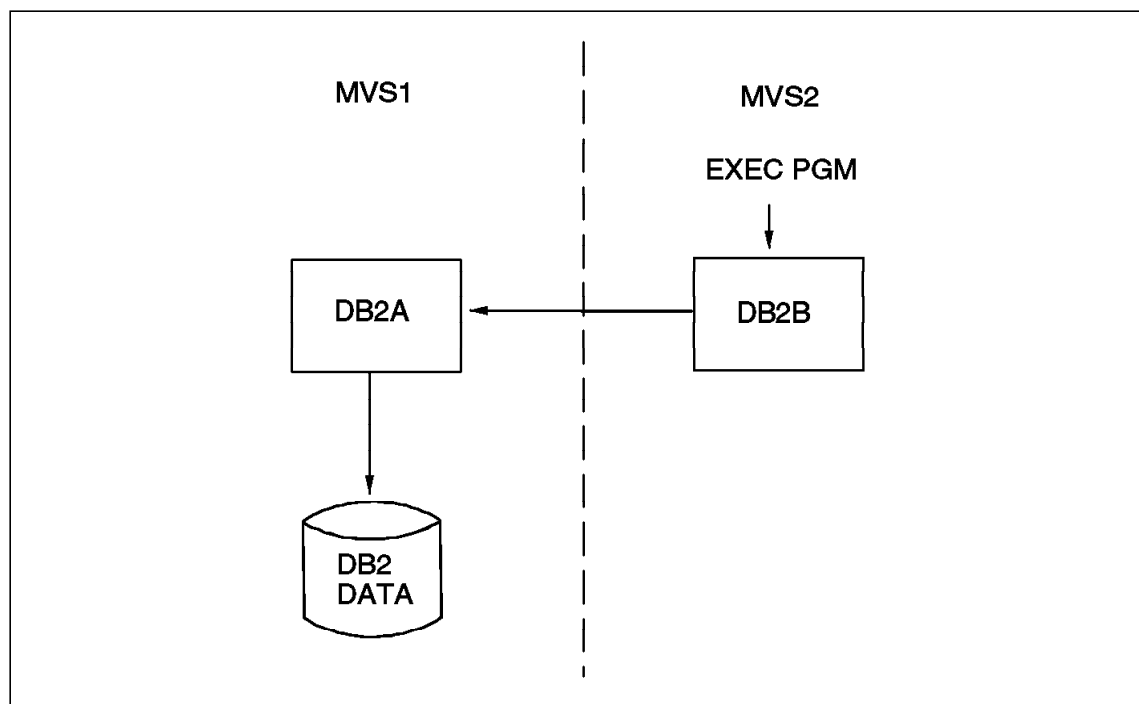 MVS1
MVS2
EXEC PGM
DB2A
DB2B
DB2
DATA